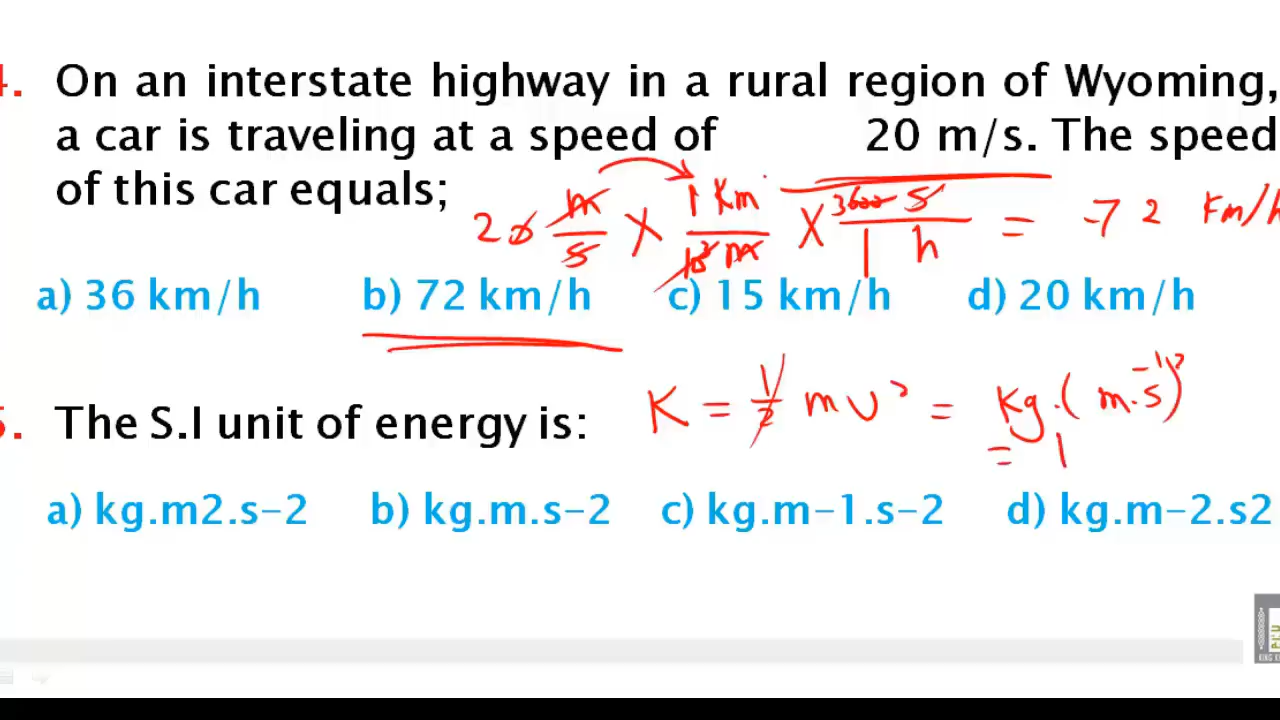 4. On an interstate highway in a rural region of Wyoming,
a car is traveling at a speed of 20 m/s. The speed
of this car equals;
20 m/s × 1 Km/10³ m × 3600 s/1 h = 72 Km/h
a) 36 km/h b) 72 km/h c) 15 km/h d) 20 km/h
K = 1/2 m v² = Kg.(m.s⁻¹)²
5. The S.I unit of energy is:
=
a) kg.m2.s-2 b) kg.m.s-2 c) kg.m-1.s-2 d) kg.m-2.s2